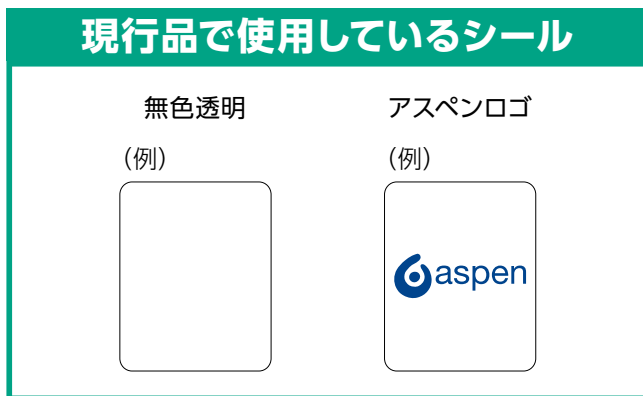 現行品で使用しているシール
無色透明
アスペンロゴ
(例)
(例)
aspen